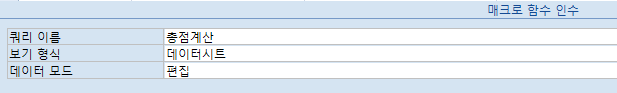 매크로 함수 인수
쿼리 이름 총점계산
보기 형식 데이터시트
데이터 모드 편집